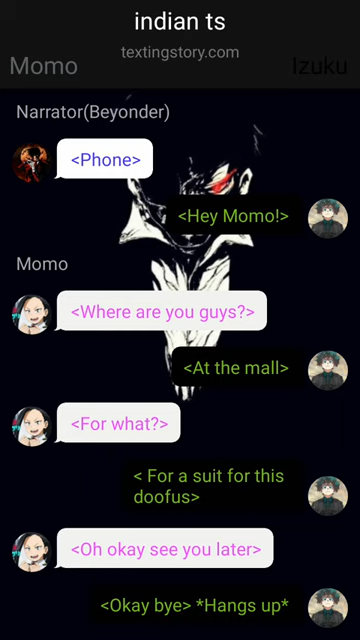 indian ts
textingstory.com
Momo
Izuku
Narrator(Beyonder)
<Phone>
<Hey Momo!>
Momo
<Where are you guys?>
<At the mall>
<For what?>
< For a suit for this
doofus>
<Oh okay see you later>
<Okay bye> *Hangs up*